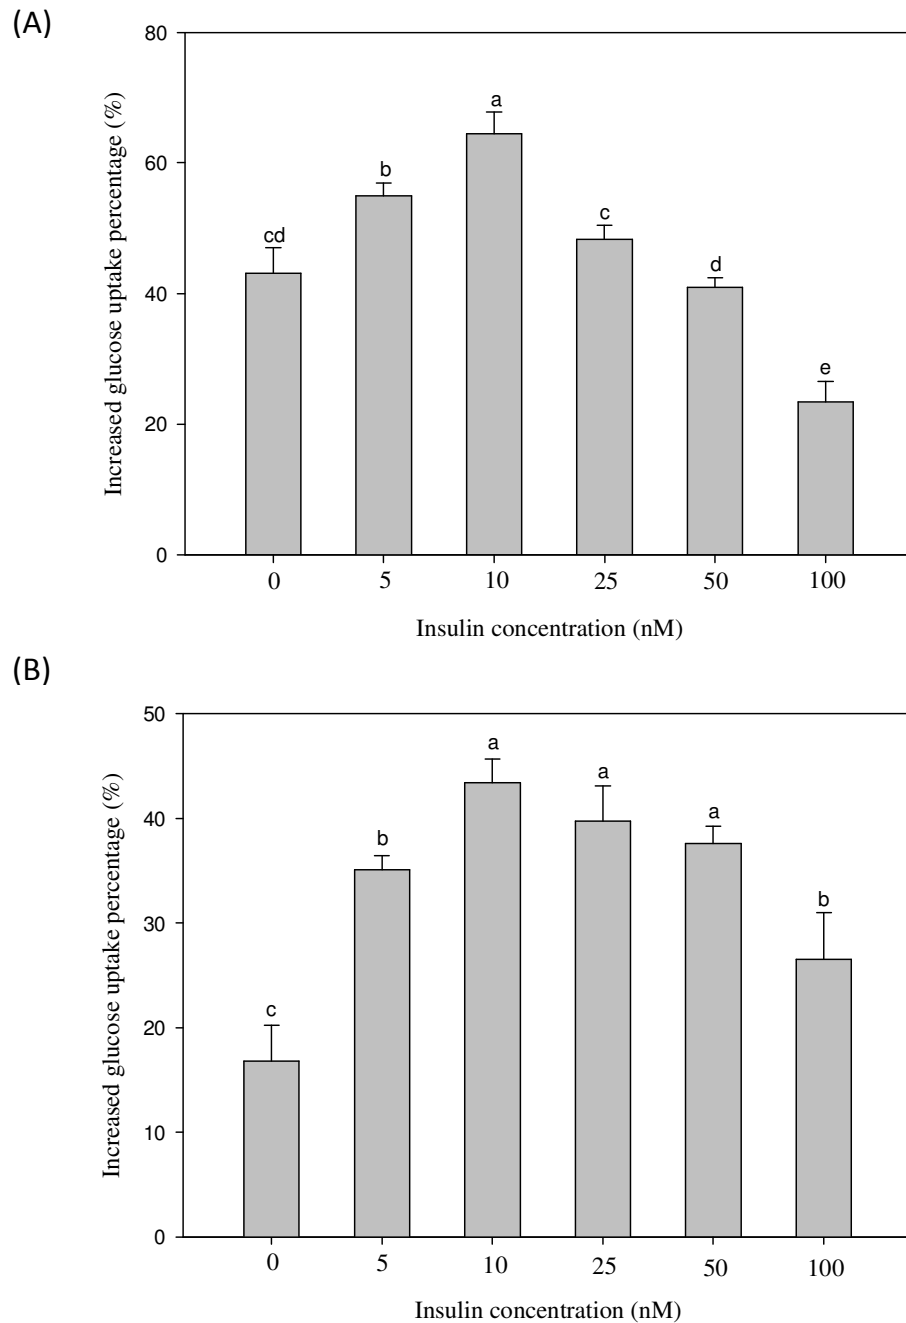 (A)
Increased glucose uptake percentage (%)
80
60
40
20
0
cd
b
a
c
d
e
0 5 10 25 50 100
Insulin concentration (nM)
(B)
Increased glucose uptake percentage (%)
50
40
30
20
10
0
c
b
a
a
a
b
0 5 10 25 50 100
Insulin concentration (nM)